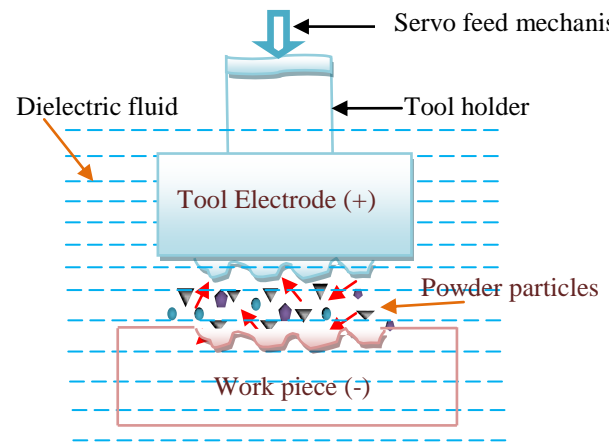 Servo feed mechanis
Dielectric fluid
Tool holder
Tool Electrode (+)
Powder particles
Work piece (-)